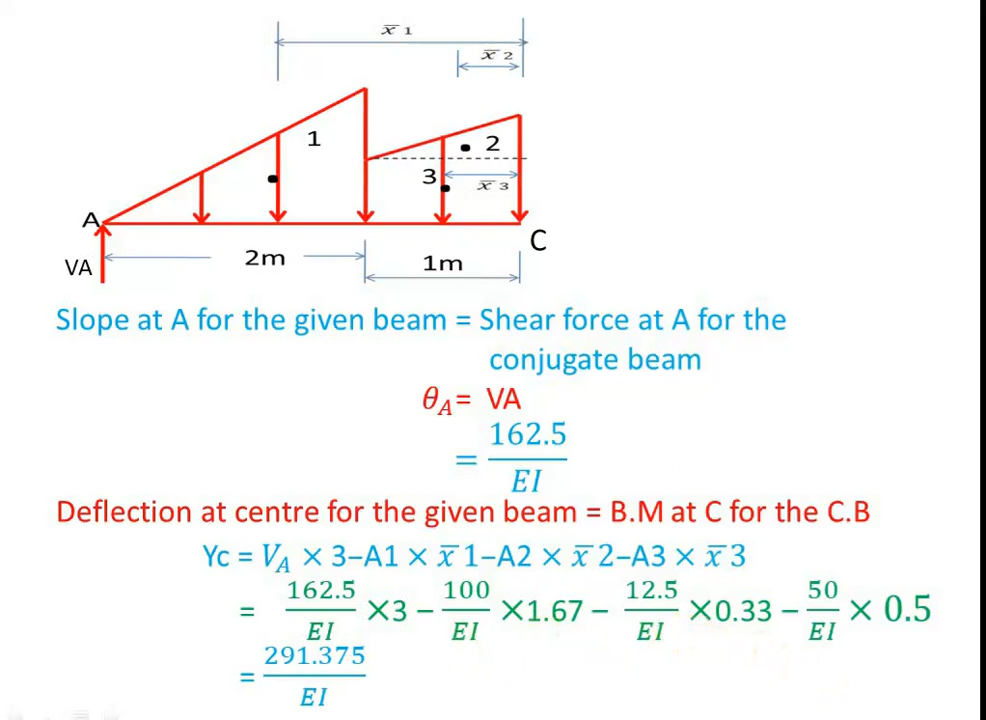 x̅ 1
x̅ 2
1
2
3
x̅ 3
A
C
VA
2m
1m
Slope at A for the given beam = Shear force at A for the
conjugate beam
θ_A = VA
= 162.5/EI
Deflection at centre for the given beam = B.M at C for the C.B
Yc = V_A × 3–A1 × x̅ 1–A2 × x̅ 2–A3 × x̅ 3
= 162.5/EI ×3 – 100/EI ×1.67 – 12.5/EI ×0.33 – 50/EI × 0.5
= 291.375/EI